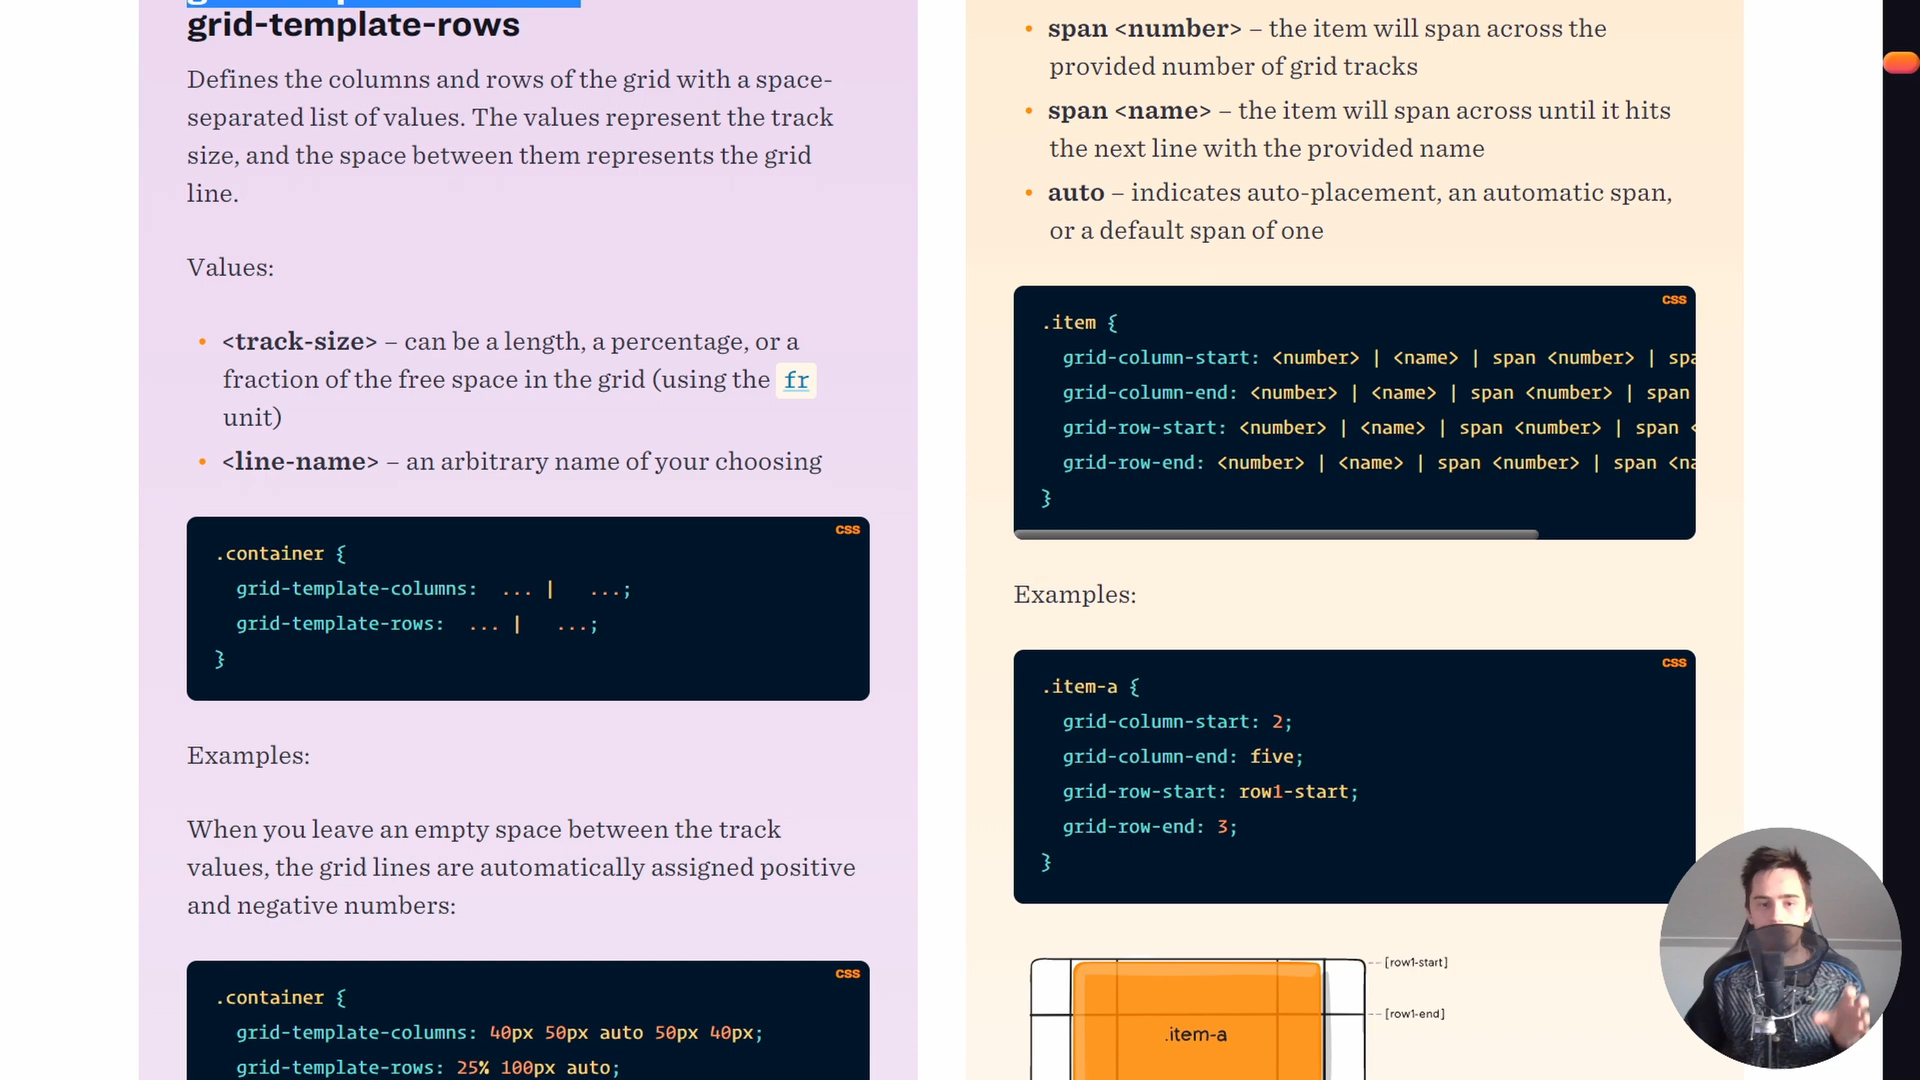 grid-template-rows
Defines the columns and rows of the grid with a space-
separated list of values. The values represent the track
size, and the space between them represents the grid
line.
Values:
<track-size> – can be a length, a percentage, or a
fraction of the free space in the grid (using the fr
unit)
<line-name> – an arbitrary name of your choosing
CSS
.container {
grid-template-columns: ... | ...;
grid-template-rows: ... | ...;
}
Examples:
When you leave an empty space between the track
values, the grid lines are automatically assigned positive
and negative numbers:
CSS
.container {
grid-template-columns: 40px 50px auto 50px 40px;
grid-template-rows: 25% 100px auto;
span <number> – the item will span across the
provided number of grid tracks
span <name> – the item will span across until it hits
the next line with the provided name
auto – indicates auto-placement, an automatic span,
or a default span of one
CSS
.item {
grid-column-start: <number> | <name> | span <number> | spa
grid-column-end: <number> | <name> | span <number> | span
grid-row-start: <number> | <name> | span <number> | span <
grid-row-end: <number> | <name> | span <number> | span <na
}
Examples:
CSS
.item-a {
grid-column-start: 2;
grid-column-end: five;
grid-row-start: row1-start;
grid-row-end: 3;
}
[row1-start]
[row1-end]
.item-a